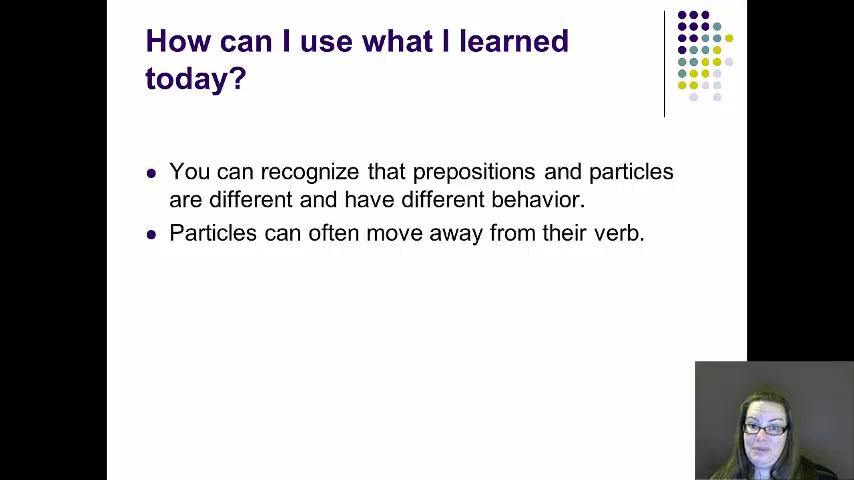 How can I use what I learned
today?
● You can recognize that prepositions and particles
are different and have different behavior.
● Particles can often move away from their verb.